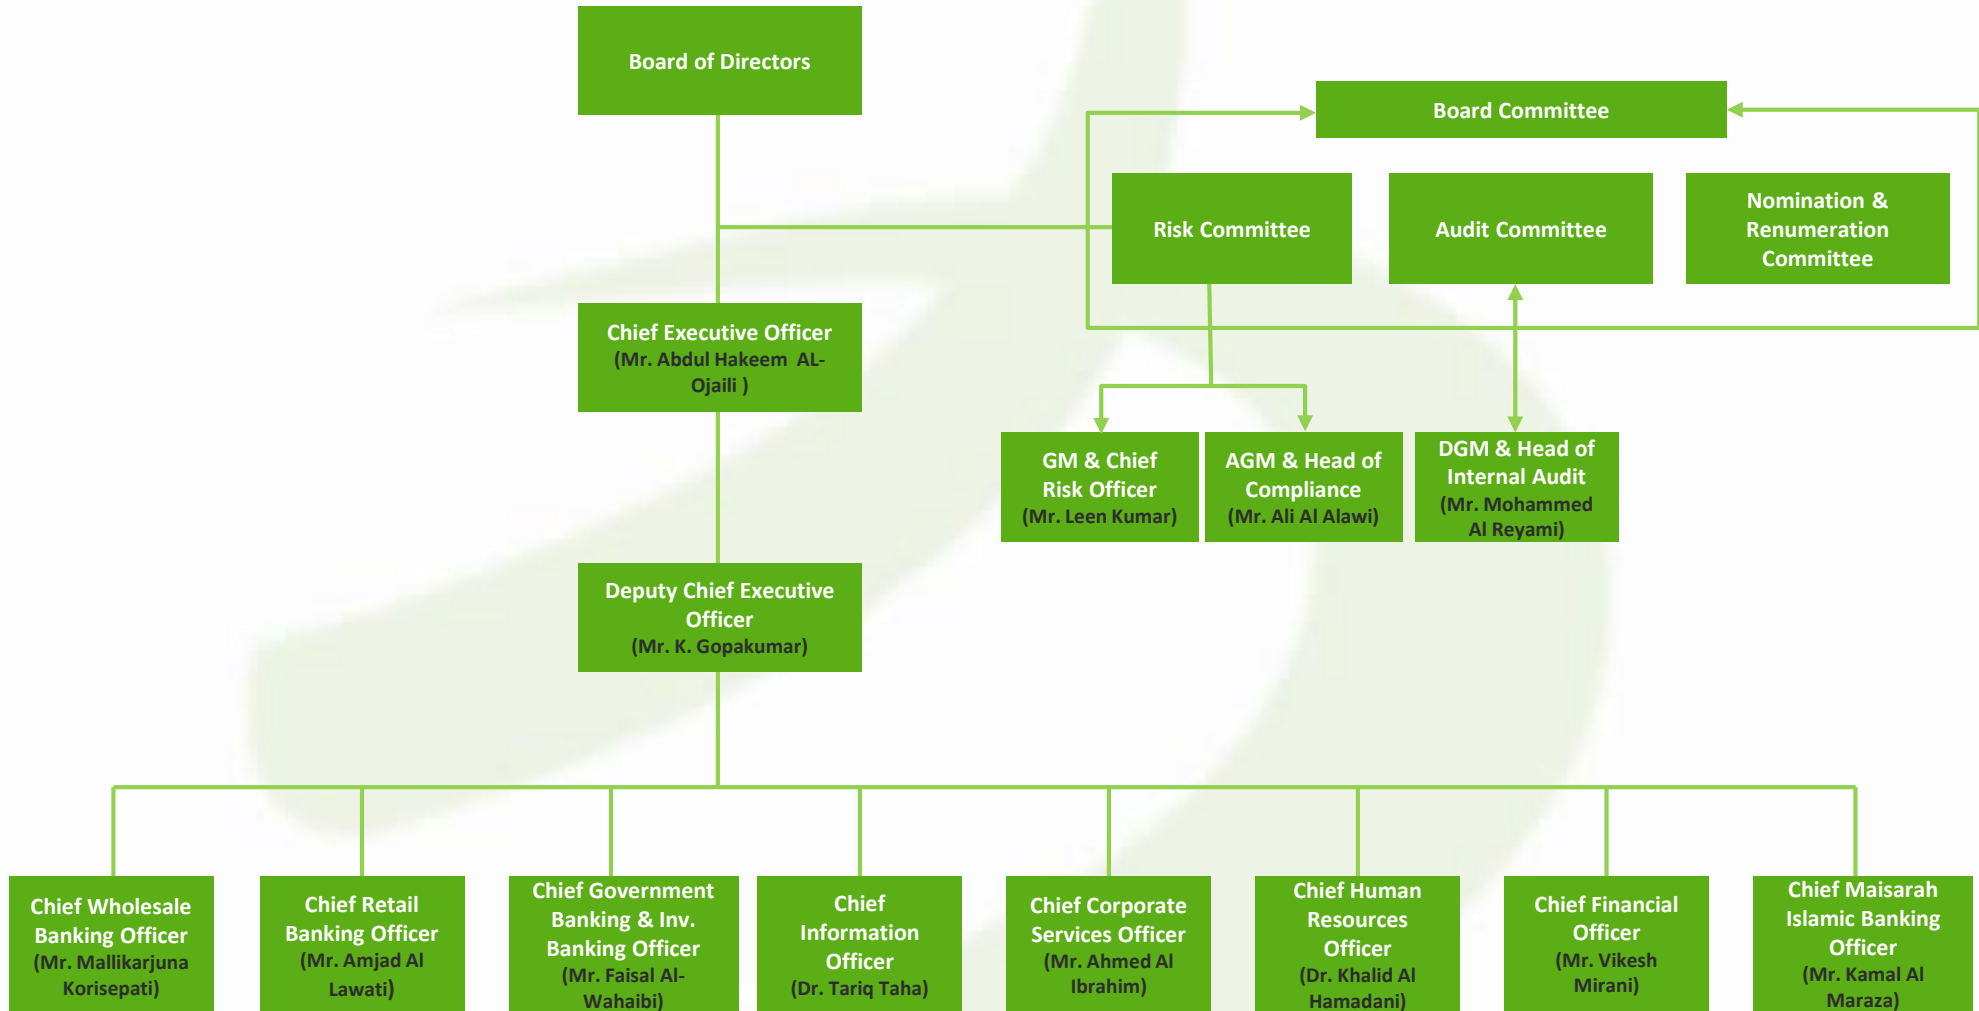 Board of Directors
Board Committee
Risk Committee
Audit Committee
Nomination &
Renumeration
Committee
Chief Executive Officer
(Mr. Abdul Hakeem  AL-
Ojaili )
GM & Chief
Risk Officer
(Mr. Leen Kumar)
AGM & Head of
Compliance
(Mr. Ali Al Alawi)
DGM & Head of
Internal Audit
(Mr. Mohammed
Al Reyami)
Deputy Chief Executive
Officer
(Mr. K. Gopakumar)
Chief Wholesale
Banking Officer
(Mr. Mallikarjuna
Korisepati)
Chief Retail
Banking Officer
(Mr. Amjad Al
Lawati)
Chief Government
Banking & Inv.
Banking Officer
(Mr. Faisal Al-
Wahaibi)
Chief
Information
Officer
(Dr. Tariq Taha)
Chief Corporate
Services Officer
(Mr. Ahmed Al
Ibrahim)
Chief Human
Resources
Officer
(Dr. Khalid Al
Hamadani)
Chief Financial
Officer
(Mr. Vikesh
Mirani)
Chief Maisarah
Islamic Banking
Officer
(Mr. Kamal Al
Maraza)